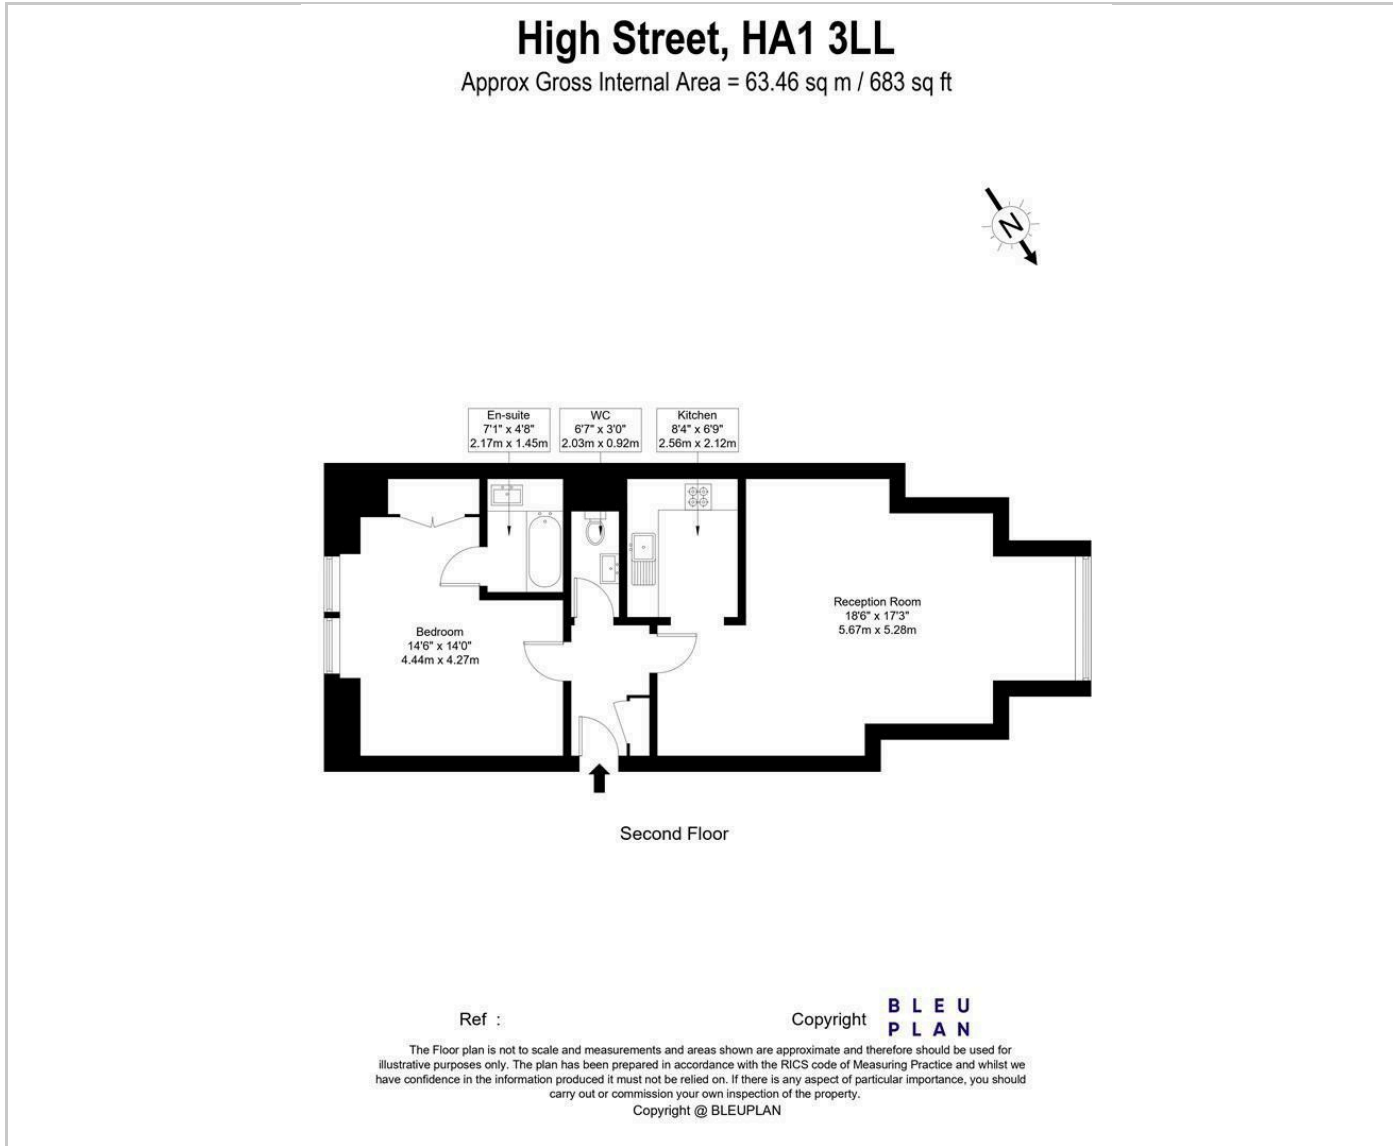 High Street, HA1 3LL
Approx Gross Internal Area = 63.46 sq m / 683 sq ft
N
En-suite
7'1" x 4'8"
2.17m x 1.45m
WC
6'7" x 3'0"
2.03m x 0.92m
Kitchen
8'4" x 6'9"
2.56m x 2.12m
Reception Room
18'6" x 17'3"
5.67m x 5.28m
Bedroom
14'6" x 14'0"
4.44m x 4.27m
Second Floor
Ref :
Copyright
BLEU
PLAN
The Floor plan is not to scale and measurements and areas shown are approximate and therefore should be used for
illustrative purposes only. The plan has been prepared in accordance with the RICS code of Measuring Practice and whilst we
have confidence in the information produced it must not be relied on. If there is any aspect of particular importance, you should
carry out or commission your own inspection of the property.
Copyright @ BLEUPLAN